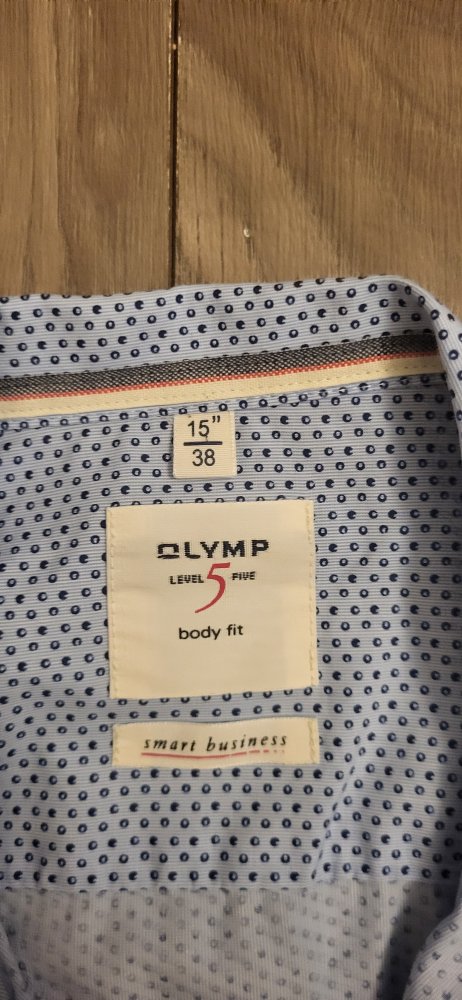 15"
38
OLYMP
LEVEL 5 FIVE
body fit
smart business